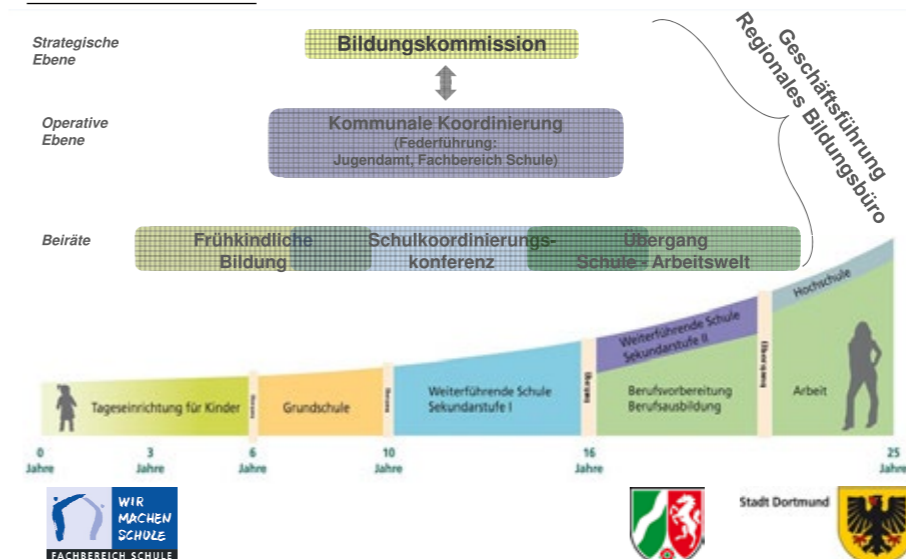 Strategische
Ebene
Bildungskommission
Geschäftsführung
Regionales Bildungsbüro
Operative
Ebene
Kommunale Koordinierung
(Federführung:
Jugendamt, Fachbereich Schule)
Beiräte
Frühkindliche
Bildung
Schulkoordinierungs-
konferenz
Übergang
Schule - Arbeitswelt
Hochschule
Weiterführende Schule
Sekundarstufe II
Übergang
Tageseinrichtung für Kinder
Grundschule
Weiterführende Schule
Sekundarstufe I
Berufsvorbereitung
Berufsausbildung
Arbeit
0
Jahre
3
Jahre
6
Jahre
10
Jahre
16
Jahre
25
Jahre
WIR
MACHEN
SCHULE
FACHBEREICH SCHULE
Stadt Dortmund